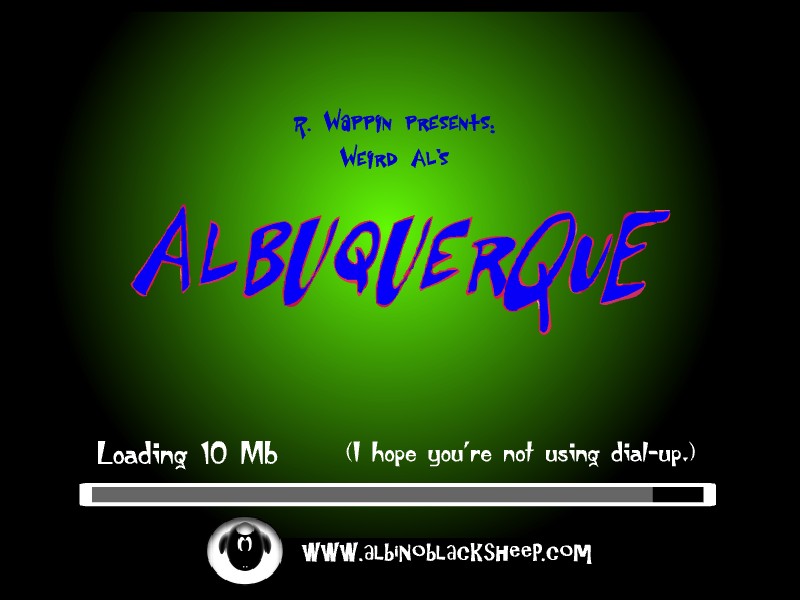 R. Wappin presents:
Weird Al's
ALBUQUERQUE
Loading 10 Mb (I hope you're not using dial-up.)
www.albinoblacksheep.com